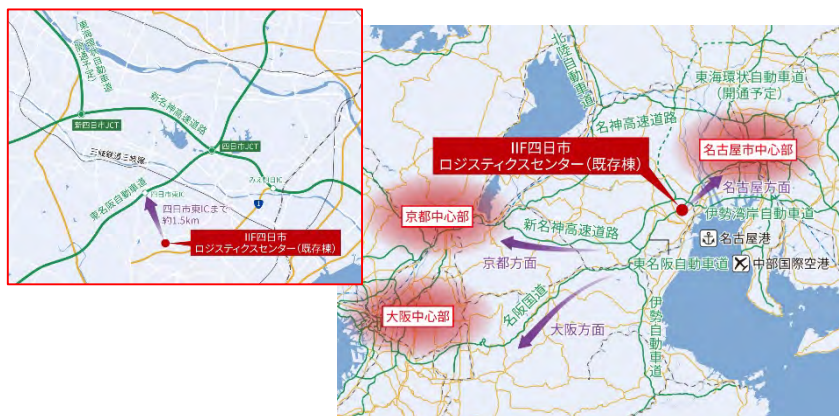 東海環状自動車道
(開通予定)
新名神高速道路
新四日市JCT
四日市JCT
東名阪自動車道
四日市東IC
みえ川越IC
1
四日市東ICまで
約1.5km
IIF四日市
ロジスティクスセンター(既存棟)
北陸自動車道
東海環状自動車道
(開通予定)
名神高速道路
IIF四日市
ロジスティクスセンター(既存棟)
名古屋市中心部
名古屋方面
京都中心部
新名神高速道路
伊勢湾岸自動車道
名古屋港
京都方面
東名阪自動車道
中部国際空港
大阪中心部
名阪国道
大阪方面
伊勢自動車道